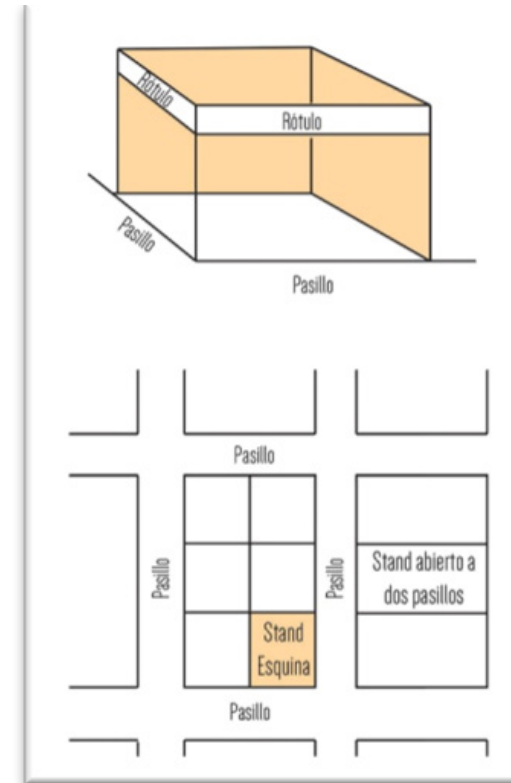 Rótulo
Rótulo
Pasillo
Pasillo
Pasillo
Pasillo
Pasillo
Stand abierto a
dos pasillos
Stand
Esquina
Pasillo